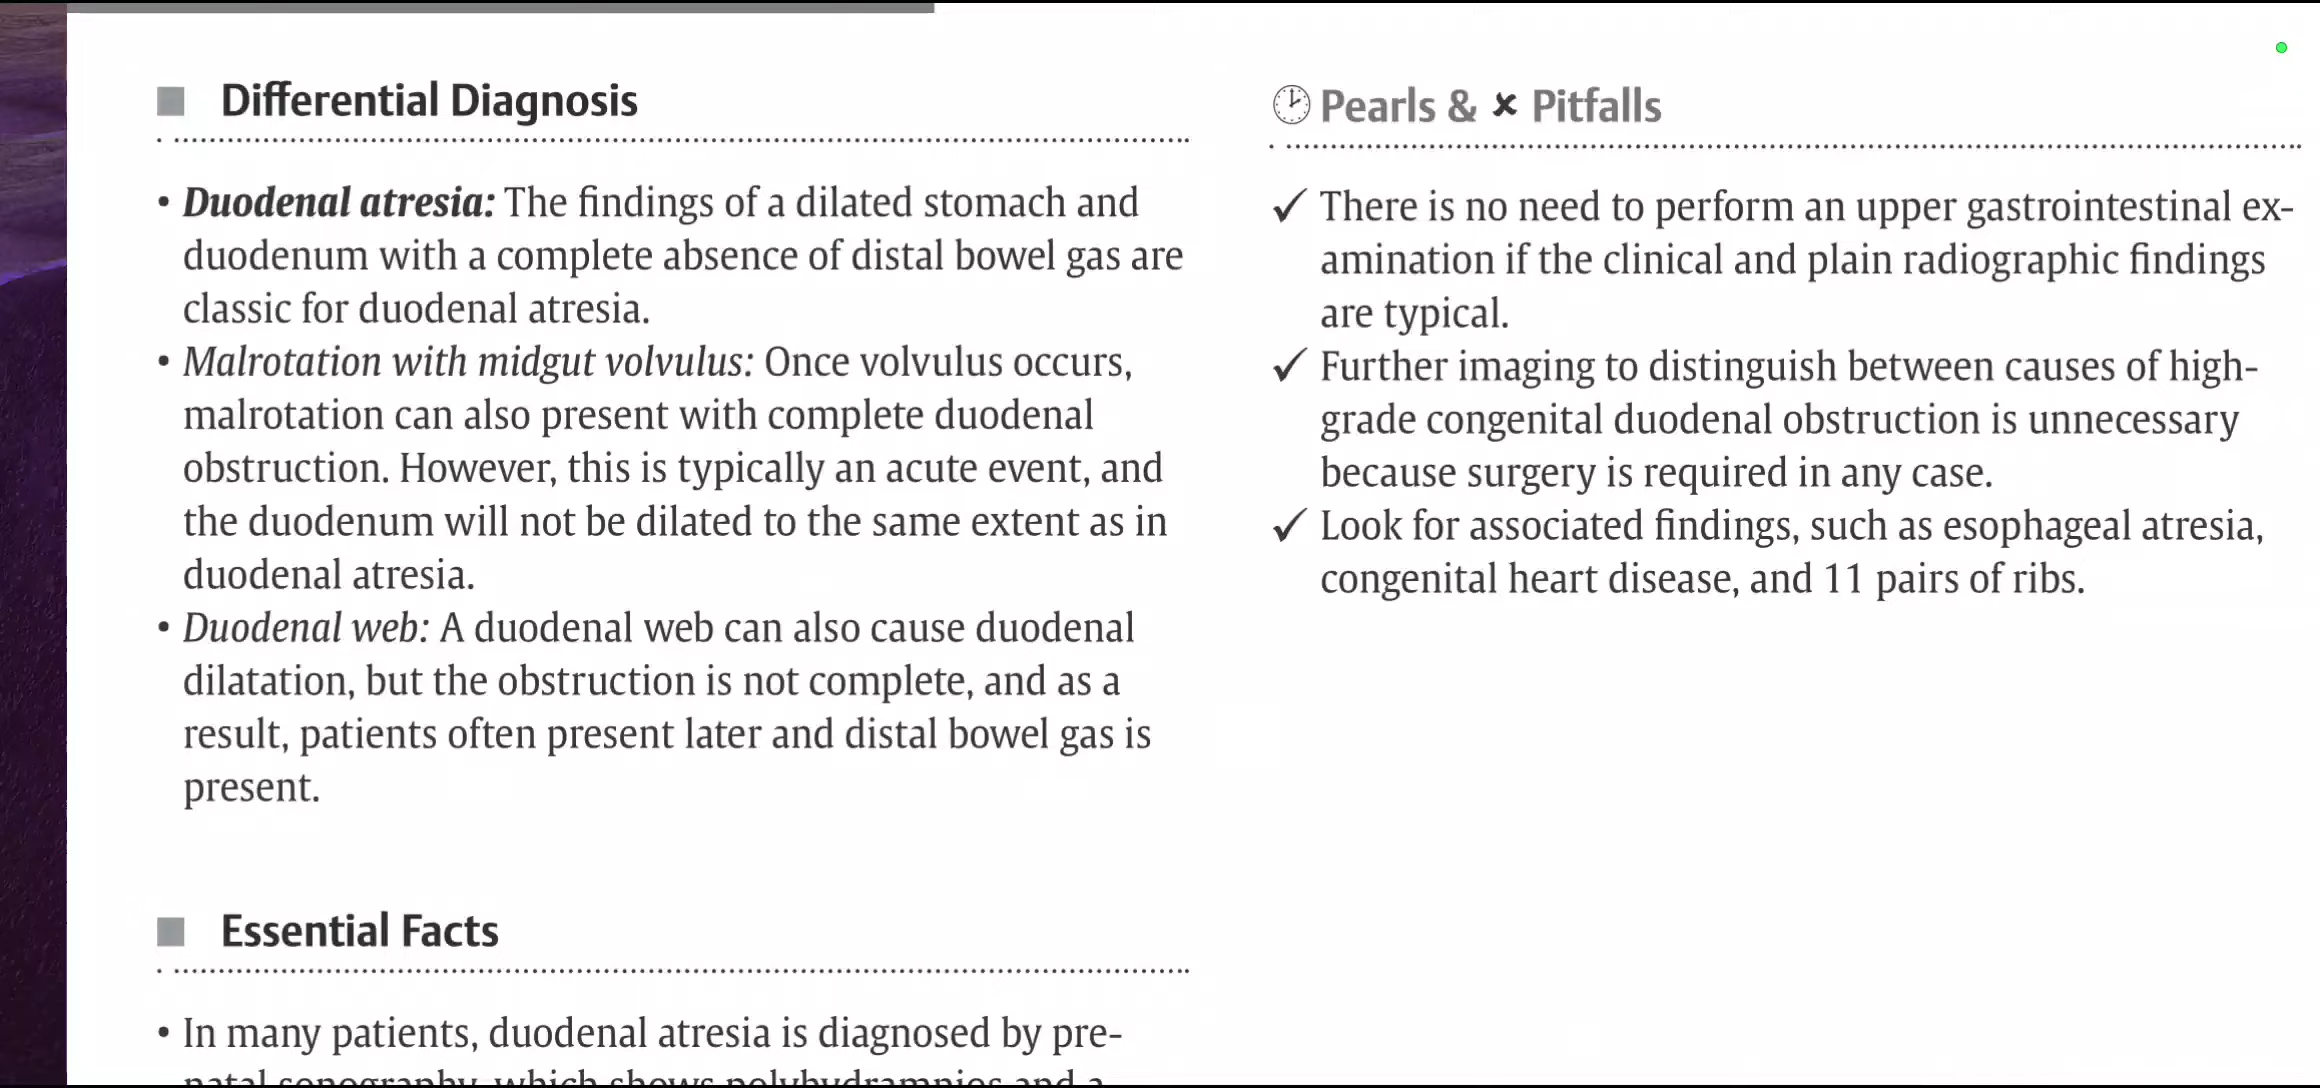 Differential Diagnosis
• Duodenal atresia: The findings of a dilated stomach and
duodenum with a complete absence of distal bowel gas are
classic for duodenal atresia.
• Malrotation with midgut volvulus: Once volvulus occurs,
malrotation can also present with complete duodenal
obstruction. However, this is typically an acute event, and
the duodenum will not be dilated to the same extent as in
duodenal atresia.
• Duodenal web: A duodenal web can also cause duodenal
dilatation, but the obstruction is not complete, and as a
result, patients often present later and distal bowel gas is
present.
Essential Facts
• In many patients, duodenal atresia is diagnosed by pre-
natal sonography, which shows polyhydramnios and a
Pearls & ✘ Pitfalls
✓ There is no need to perform an upper gastrointestinal ex-
amination if the clinical and plain radiographic findings
are typical.
✓ Further imaging to distinguish between causes of high-
grade congenital duodenal obstruction is unnecessary
because surgery is required in any case.
✓ Look for associated findings, such as esophageal atresia,
congenital heart disease, and 11 pairs of ribs.